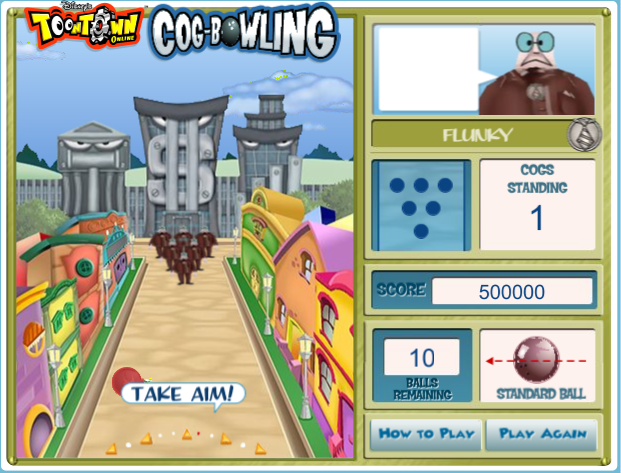 Disney's
TOONTOWN
ONLINE
COG-BOWLING
FLUNKY
COGS
STANDING
1
SCORE 500000
10
BALLS
REMAINING
STANDARD BALL
TAKE AIM!
HOW TO PLAY
PLAY AGAIN